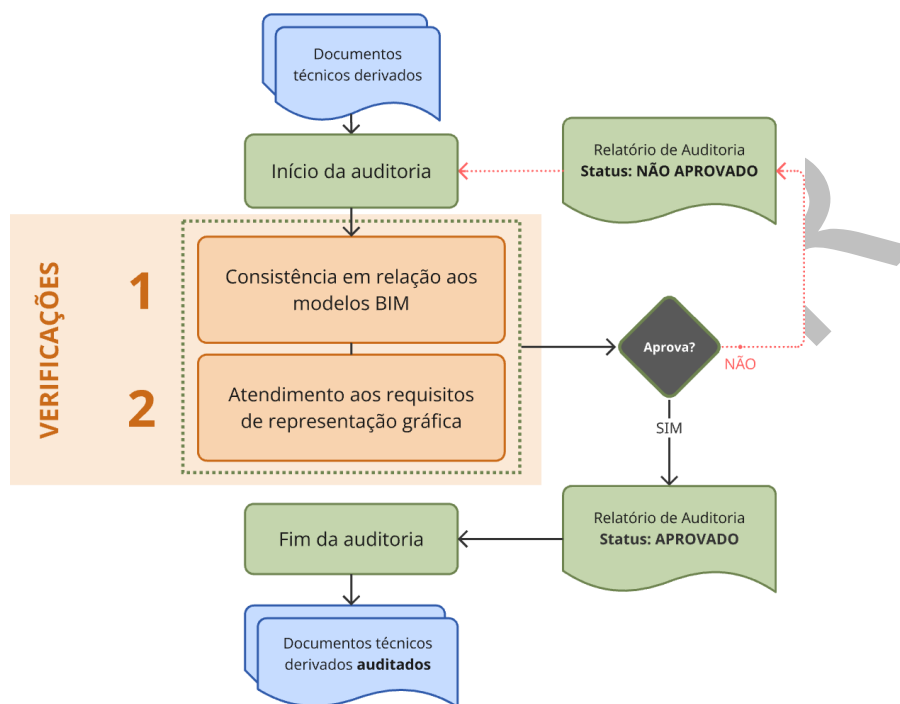 Documentos
técnicos derivados
Início da auditoria
Relatório de Auditoria
Status: NÃO APROVADO
VERIFICAÇÕES
1
Consistência em relação aos
modelos BIM
2
Atendimento aos requisitos
de representação gráfica
Aprova?
NÃO
SIM
Relatório de Auditoria
Status: APROVADO
Fim da auditoria
Documentos técnicos
derivados auditados